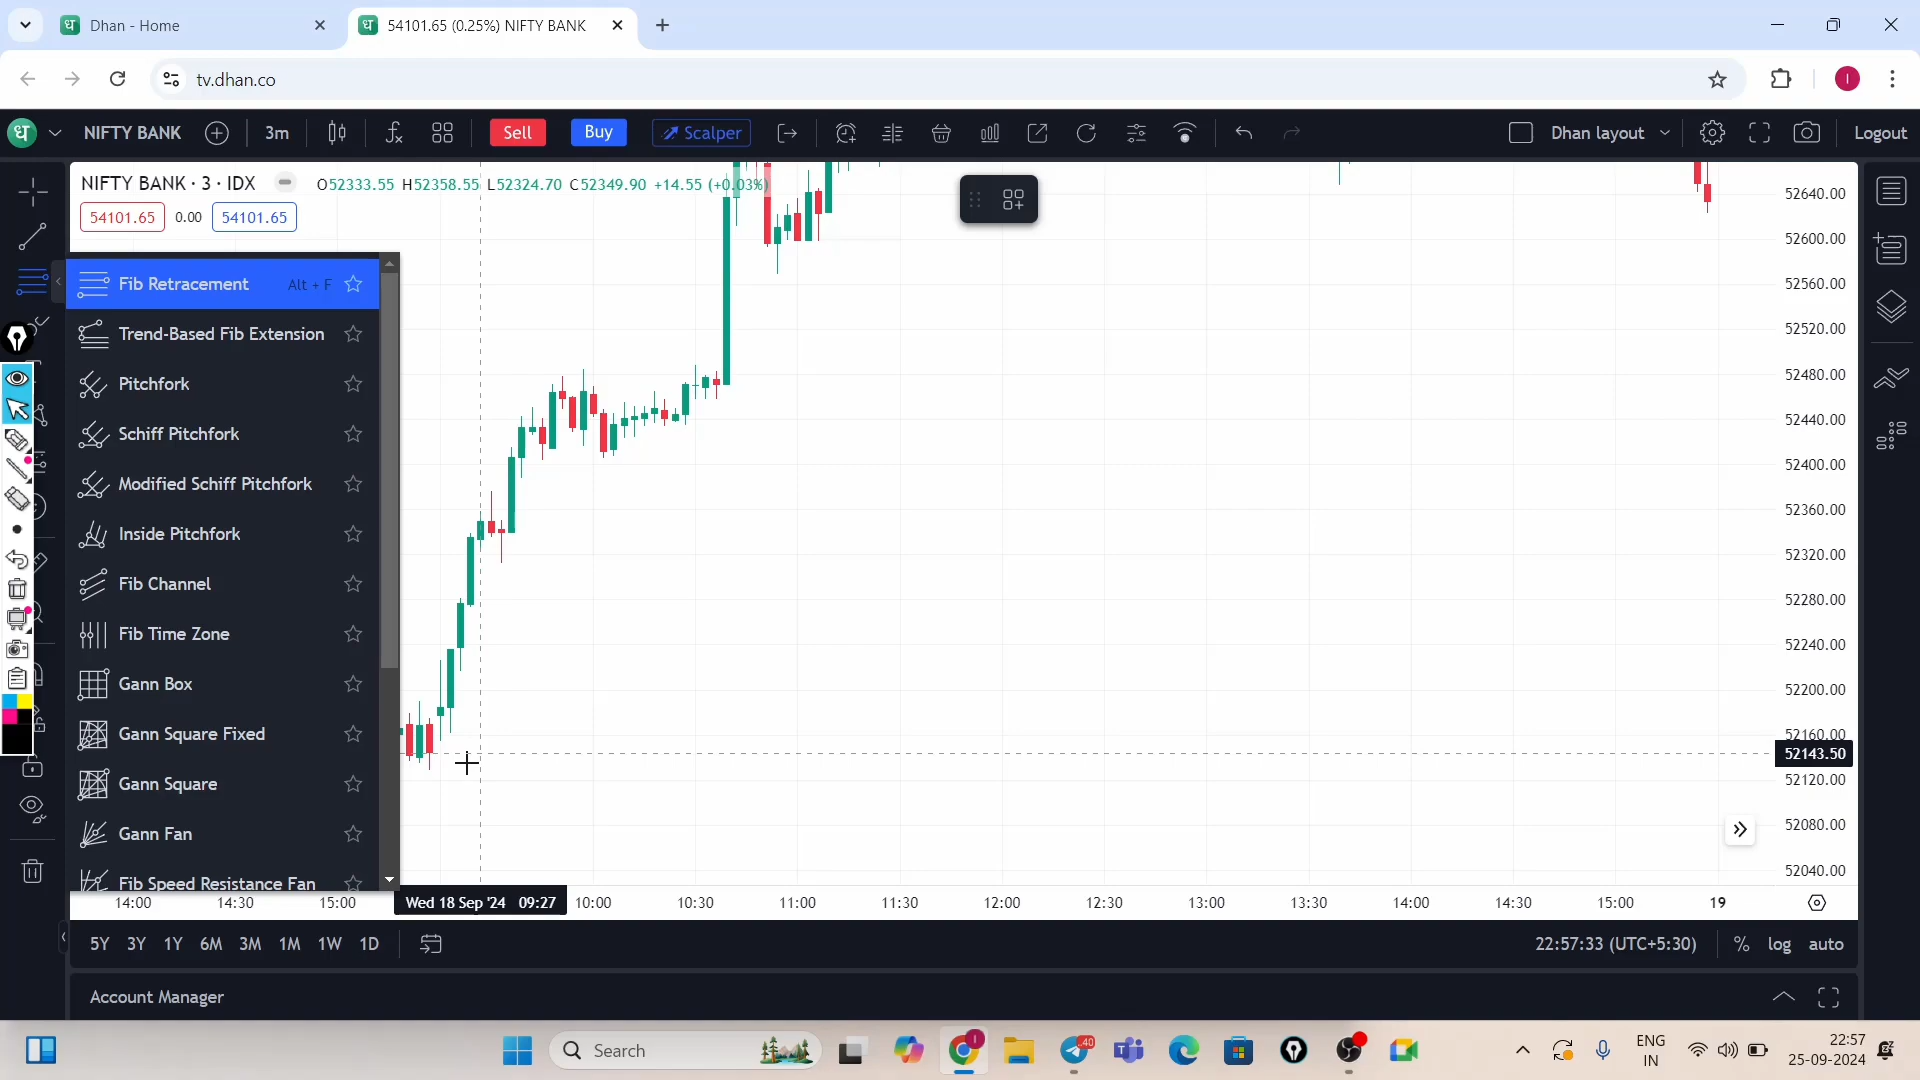 Dhan - Home
54101.65 (0.25%) NIFTY BANK
tv.dhan.co
I
ध NIFTY BANK 3m Sell Buy Scalper Dhan layout Logout
NIFTY BANK · 3 · IDX O52333.55 H52358.55 L52324.70 C52349.90 +14.55 (+0.03%)
54101.65 0.00 54101.65
Fib Retracement Alt + F
Trend-Based Fib Extension
Pitchfork
Schiff Pitchfork
Modified Schiff Pitchfork
Inside Pitchfork
Fib Channel
Fib Time Zone
Gann Box
Gann Square Fixed
Gann Square
Gann Fan
Fib Speed Resistance Fan
52640.00
52600.00
52560.00
52520.00
52480.00
52440.00
52400.00
52360.00
52320.00
52280.00
52240.00
52200.00
52160.00
52143.50
52120.00
52080.00
52040.00
14:00 14:30 15:00 Wed 18 Sep '24 09:27 10:00 10:30 11:00 11:30 12:00 12:30 13:00 13:30 14:00 14:30 15:00 19
5Y 3Y 1Y 6M 3M 1M 1W 1D 22:57:33 (UTC+5:30) % log auto
Account Manager
Search ENG 22:57
IN 25-09-2024